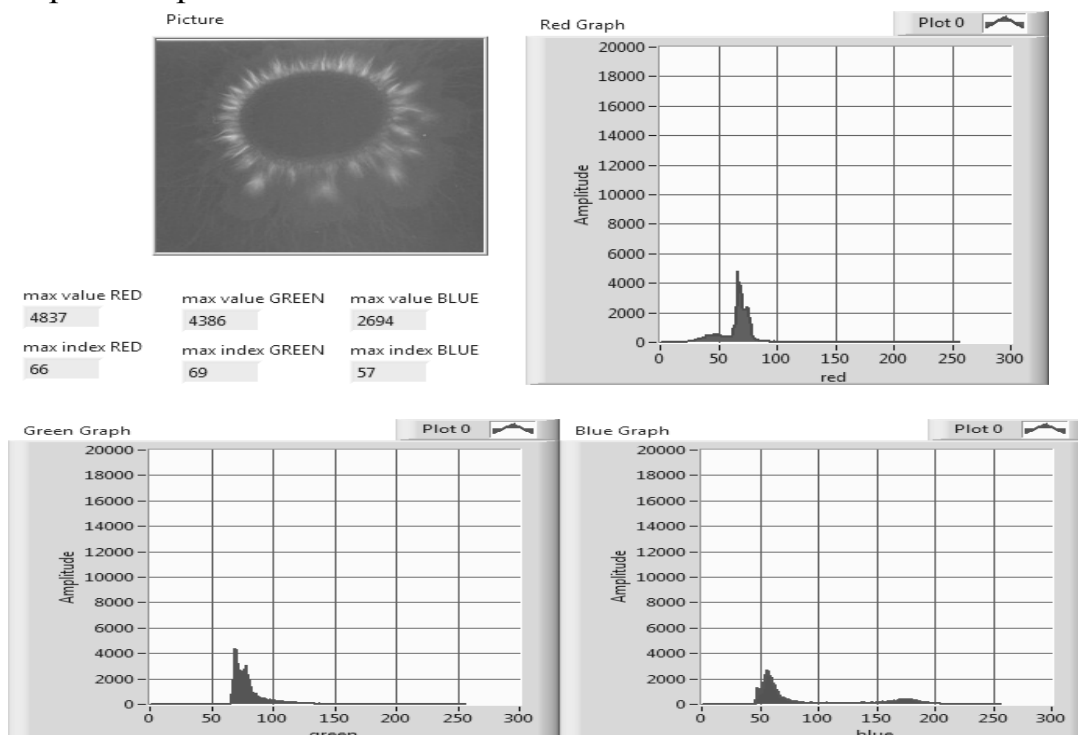 Picture
max value RED
4837
max value GREEN
4386
max value BLUE
2694
max index RED
66
max index GREEN
69
max index BLUE
57
Red Graph
Plot 0
20000
18000
16000
14000
12000
10000
8000
6000
4000
2000
0
Amplitude
0 50 100 150 200 250 300
red
Green Graph
Plot 0
20000
18000
16000
14000
12000
10000
8000
6000
4000
2000
0
Amplitude
0 50 100 150 200 250 300
green
Blue Graph
Plot 0
20000
18000
16000
14000
12000
10000
8000
6000
4000
2000
0
Amplitude
0 50 100 150 200 250 300
blue